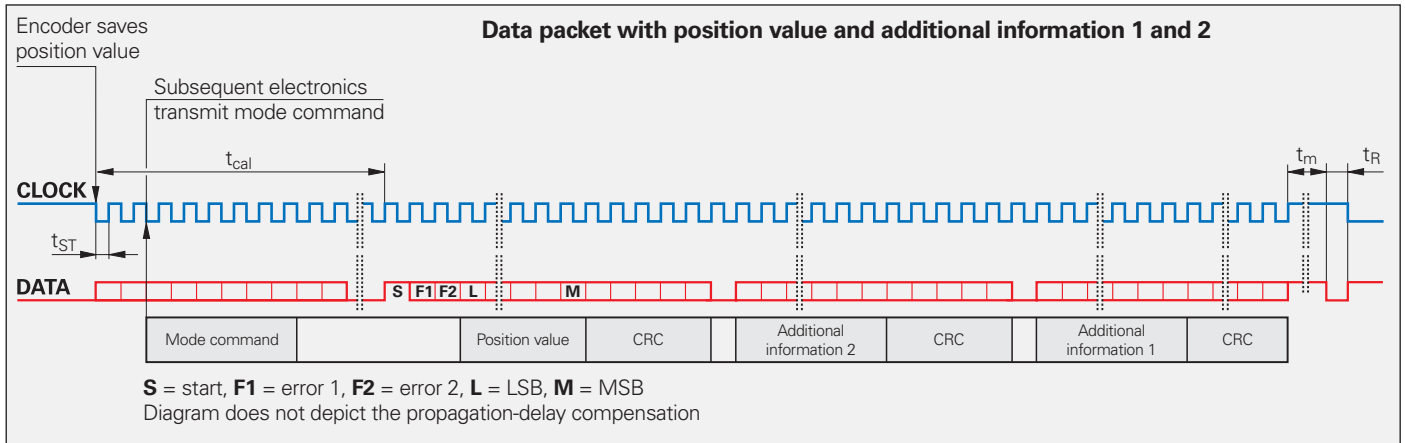 Encoder saves
position value
Data packet with position value and additional information 1 and 2
Subsequent electronics
transmit mode command
tcal
tm
tR
CLOCK
tST
DATA
S F1 F2 L M
Mode command
Position value
CRC
Additional
information 2
CRC
Additional
information 1
CRC
S = start, F1 = error 1, F2 = error 2, L = LSB, M = MSB
Diagram does not depict the propagation-delay compensation